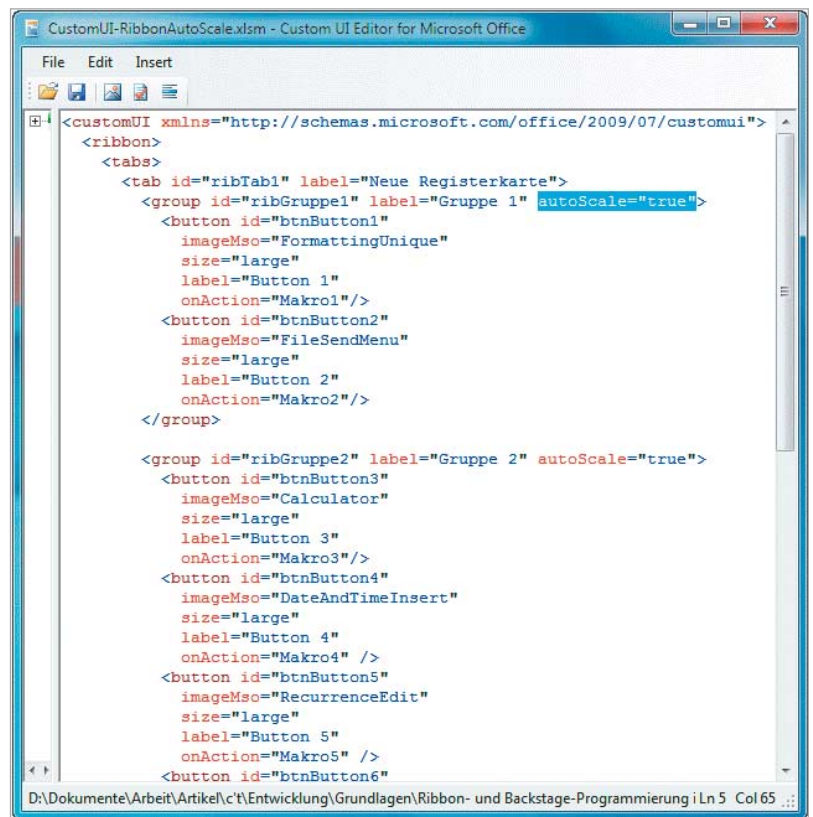 CustomUI-RibbonAutoScale.xlsm - Custom UI Editor for Microsoft Office
File Edit Insert
<customUI xmlns="http://schemas.microsoft.com/office/2009/07/customui">
<ribbon>
<tabs>
<tab id="ribTab1" label="Neue Registerkarte">
<group id="ribGruppe1" label="Gruppe 1" autoScale="true">
<button id="btnButton1"
imageMso="FormattingUnique"
size="large"
label="Button 1"
onAction="Makro1"/>
<button id="btnButton2"
imageMso="FileSendMenu"
size="large"
label="Button 2"
onAction="Makro2"/>
</group>
<group id="ribGruppe2" label="Gruppe 2" autoScale="true">
<button id="btnButton3"
imageMso="Calculator"
size="large"
label="Button 3"
onAction="Makro3"/>
<button id="btnButton4"
imageMso="DateAndTimeInsert"
size="large"
label="Button 4"
onAction="Makro4" />
<button id="btnButton5"
imageMso="RecurrenceEdit"
size="large"
label="Button 5"
onAction="Makro5" />
<button id="btnButton6"
D:\Dokumente\Arbeit\Artikel\c't\Entwicklung\Grundlagen\Ribbon- und Backstage-Programmierung i Ln 5 Col 65